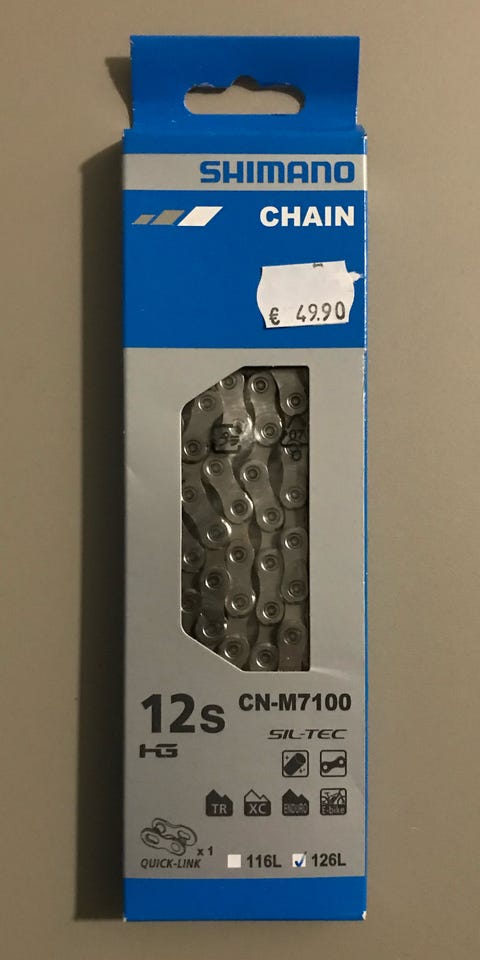 SHIMANO
CHAIN
€ 49.90
12s
CN-M7100
HG
SIL-TEC
TR
XC
ENDURO
E-bike
x 1
QUICK-LINK
116L
126L